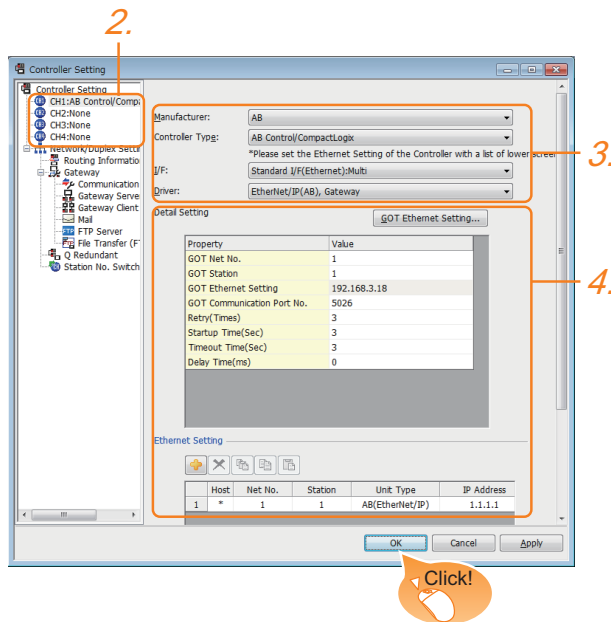 2.
Controller Setting
Controller Setting
CH1:AB Control/Compa
CH2:None
CH3:None
CH4:None
Network/Duplex Setti
Routing Informatio
Gateway
Communication
Gateway Serve
Gateway Client
Mail
FTP Server
File Transfer (F
Q Redundant
Station No. Switch
Manufacturer: AB
Controller Type: AB Control/CompactLogix
*Please set the Ethernet Setting of the Controller with a list of lower screen
I/F: Standard I/F(Ethernet):Multi
Driver: EtherNet/IP(AB), Gateway
3.
Detail Setting
GOT Ethernet Setting...
Property Value
GOT Net No. 1
GOT Station 1
GOT Ethernet Setting 192.168.3.18
GOT Communication Port No. 5026
Retry(Times) 3
Startup Time(Sec) 3
Timeout Time(Sec) 3
Delay Time(ms) 0
4.
Ethernet Setting
Host Net No. Station Unit Type IP Address
1 * 1 1 AB(EtherNet/IP) 1.1.1.1
OK Cancel Apply
Click!